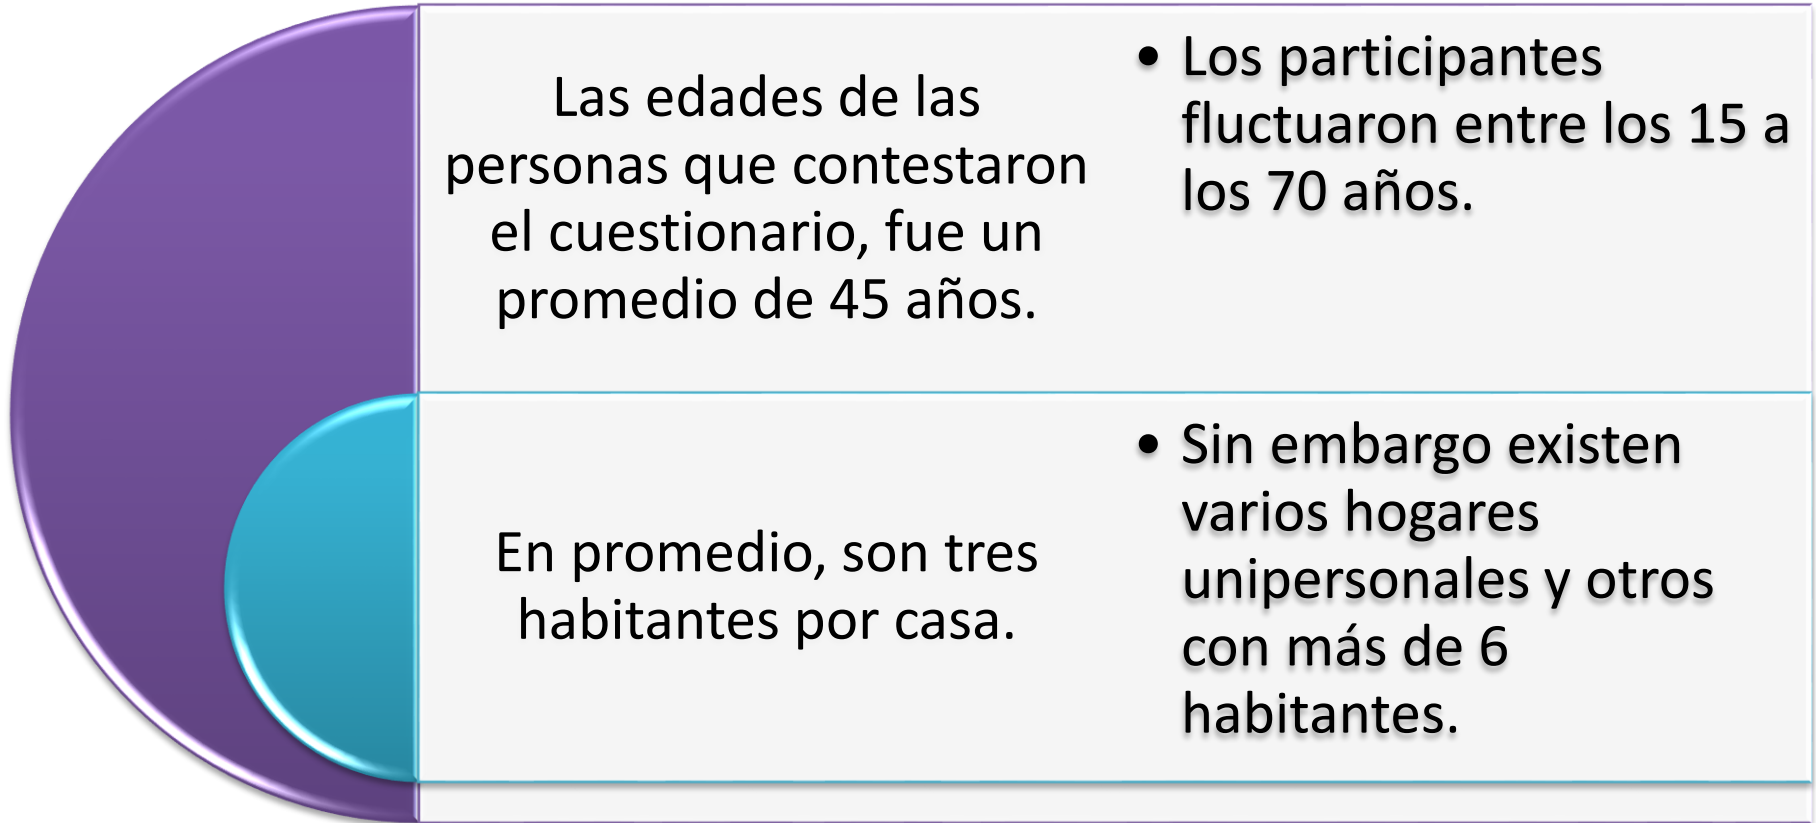 Las edades de las
personas que contestaron
el cuestionario, fue un
promedio de 45 años.
• Los participantes
fluctuaron entre los 15 a
los 70 años.
En promedio, son tres
habitantes por casa.
• Sin embargo existen
varios hogares
unipersonales y otros
con más de 6
habitantes.